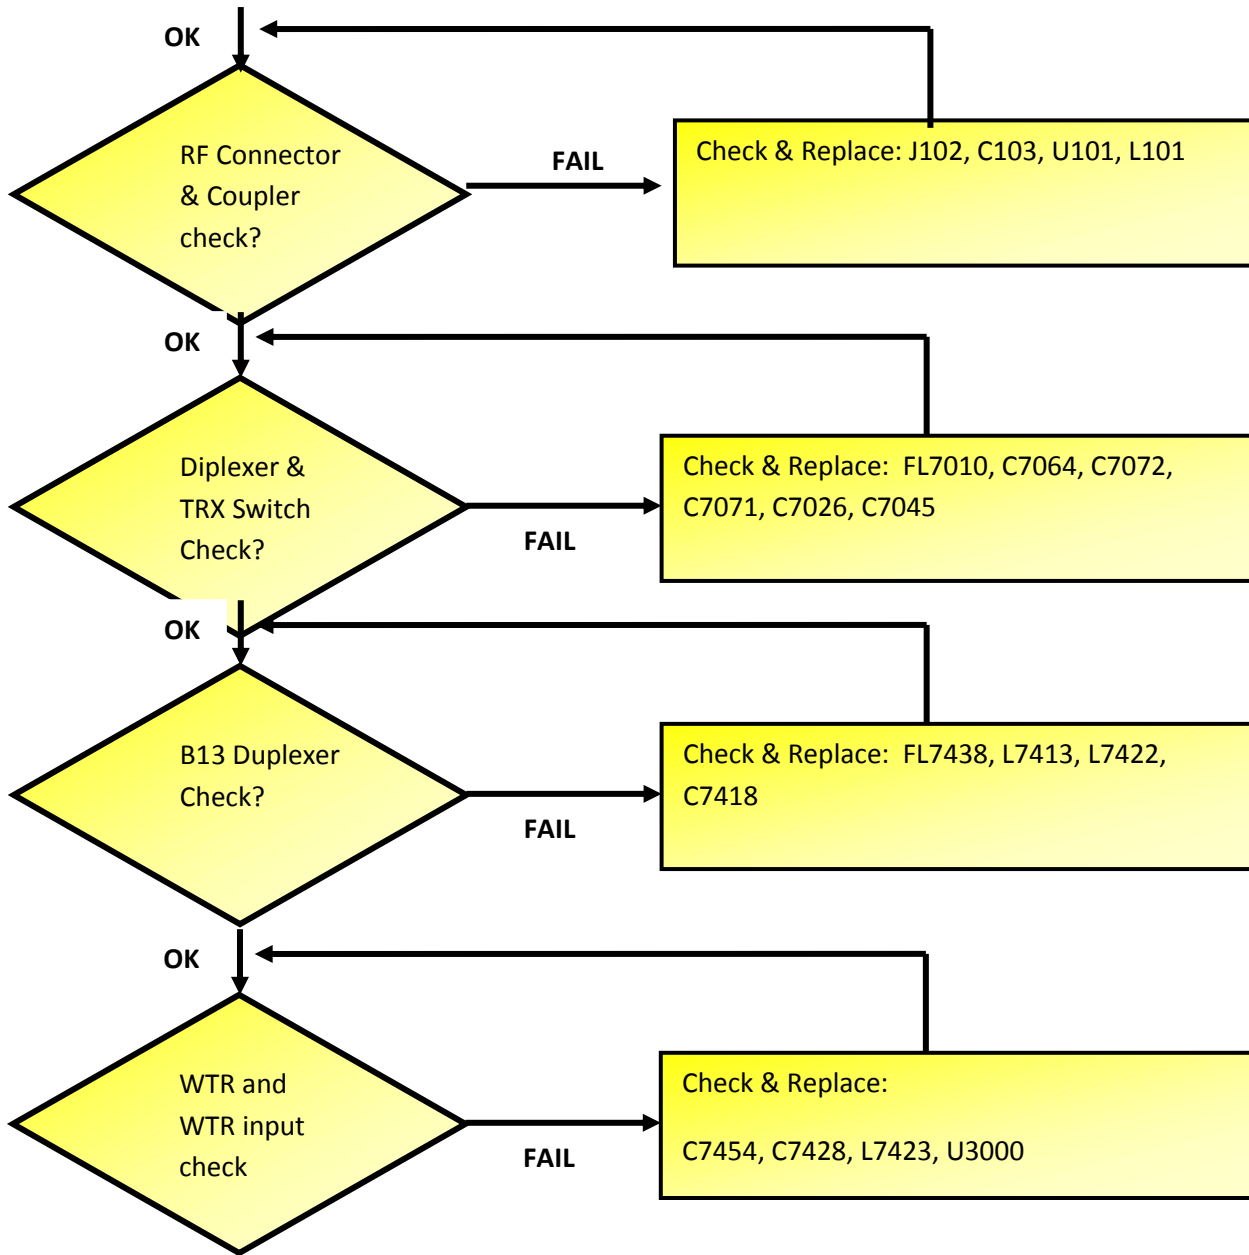 OK
RF Connector
& Coupler
check?
FAIL
Check & Replace: J102, C103, U101, L101
OK
Diplexer &
TRX Switch
Check?
FAIL
Check & Replace:  FL7010, C7064, C7072,
C7071, C7026, C7045
OK
B13 Duplexer
Check?
FAIL
Check & Replace:  FL7438, L7413, L7422,
C7418
OK
WTR and
WTR input
check
FAIL
Check & Replace:
C7454, C7428, L7423, U3000